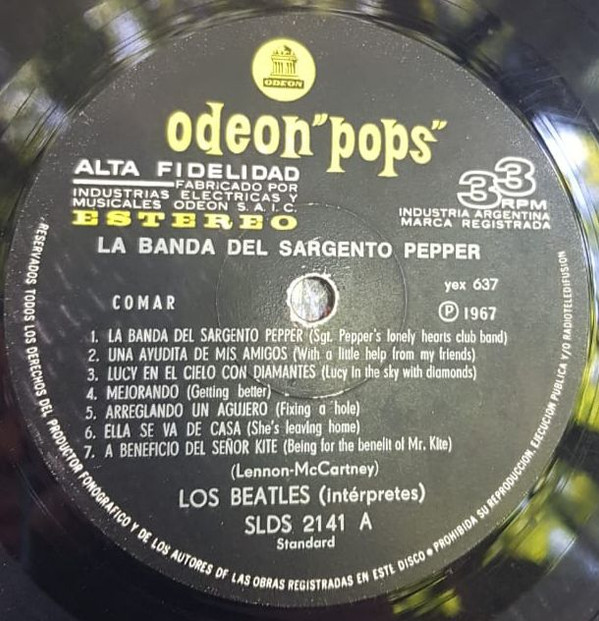 ODEON
odeon "pops"
ALTA FIDELIDAD
FABRICADO POR
INDUSTRIAS ELECTRICAS Y
MUSICALES ODEON S. A. I. C.
ESTEREO
33
RPM
INDUSTRIA ARGENTINA
MARCA REGISTRADA
LA BANDA DEL SARGENTO PEPPER
yex 637
COMAR
Ⓟ 1967
1. LA BANDA DEL SARGENTO PEPPER (Sgt. Pepper's lonely hearts club band)
2. UNA AYUDITA DE MIS AMIGOS (With a little help from my friends)
3. LUCY EN EL CIELO CON DIAMANTES (Lucy in the sky with diamonds)
4. MEJORANDO (Getting better)
5. ARREGLANDO UN AGUJERO (Fixing a hole)
6. ELLA SE VA DE CASA (She's leaving home)
7. A BENEFICIO DEL SEÑOR KITE (Being for the benefit of Mr. Kite)
(Lennon-McCartney)
LOS BEATLES (intérpretes)
SLDS 2141 A
Standard
RESERVADOS TODOS LOS DERECHOS DEL PRODUCTOR FONOGRAFICO Y DE LOS AUTORES DE LAS OBRAS REGISTRADAS EN ESTE DISCO ● PROHIBIDA SU REPRODUCCION, EJECUCION PUBLICA Y/O RADIOTELEDIFUSION